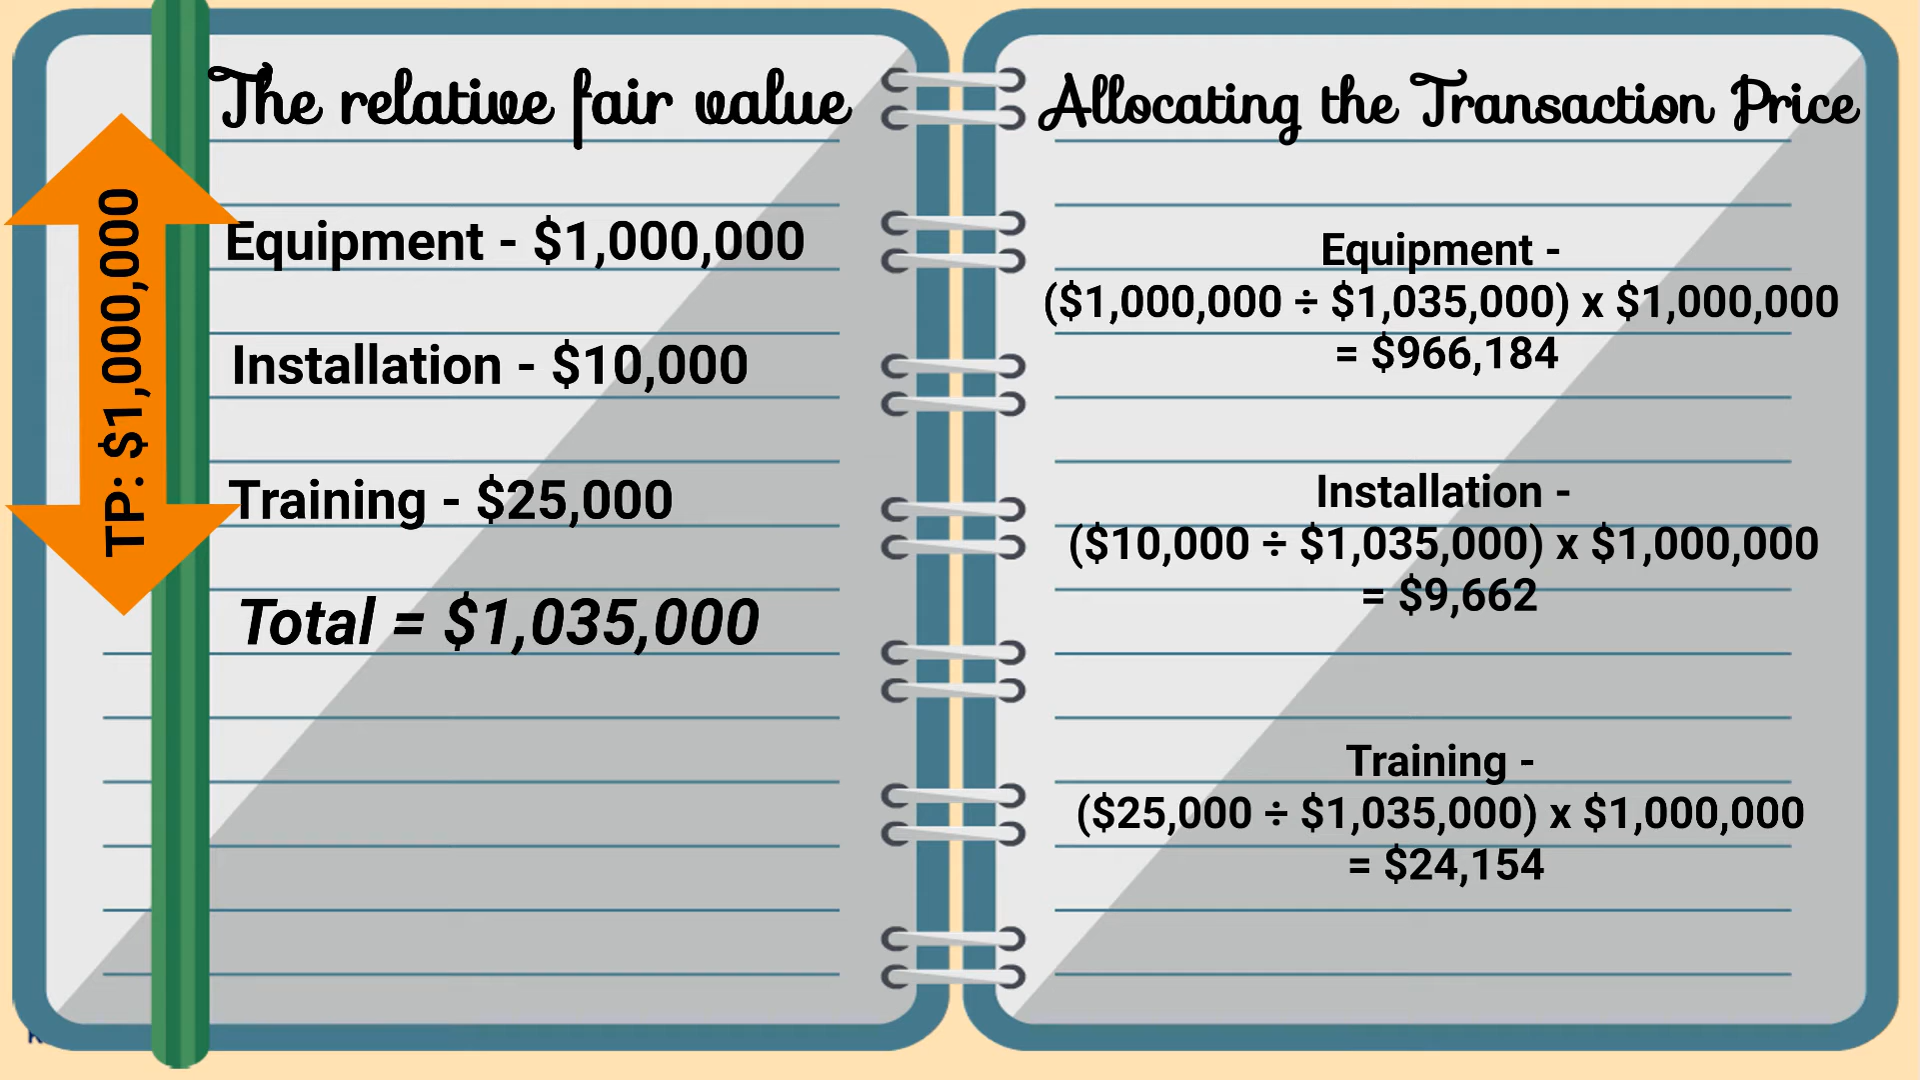 The relative fair value
TP: $1,000,000
Equipment - $1,000,000
Installation - $10,000
Training - $25,000
Total = $1,035,000
Allocating the Transaction Price
Equipment -
($1,000,000 ÷ $1,035,000) x $1,000,000
= $966,184
Installation -
($10,000 ÷ $1,035,000) x $1,000,000
= $9,662
Training -
($25,000 ÷ $1,035,000) x $1,000,000
= $24,154